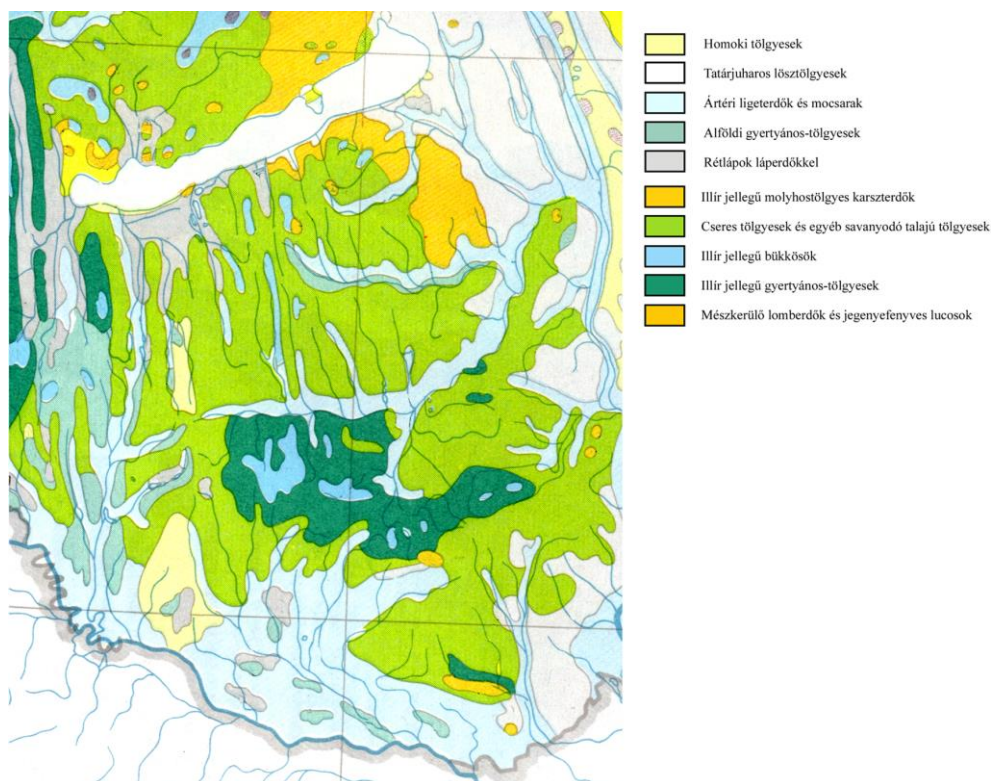 Homoki tölgyesek
Tatárjuharos lösztölgyesek
Ártéri ligeterdők és mocsarak
Alföldi gyertyános-tölgyesek
Rétlápok láperdőkkel
Illír jellegű molyhostölgyes karszterdők
Cseres tölgyesek és egyéb savanyodó talajú tölgyesek
Illír jellegű bükkösök
Illír jellegű gyertyános-tölgyesek
Mészkerülő lomberdők és jegenyefenyves lucosok